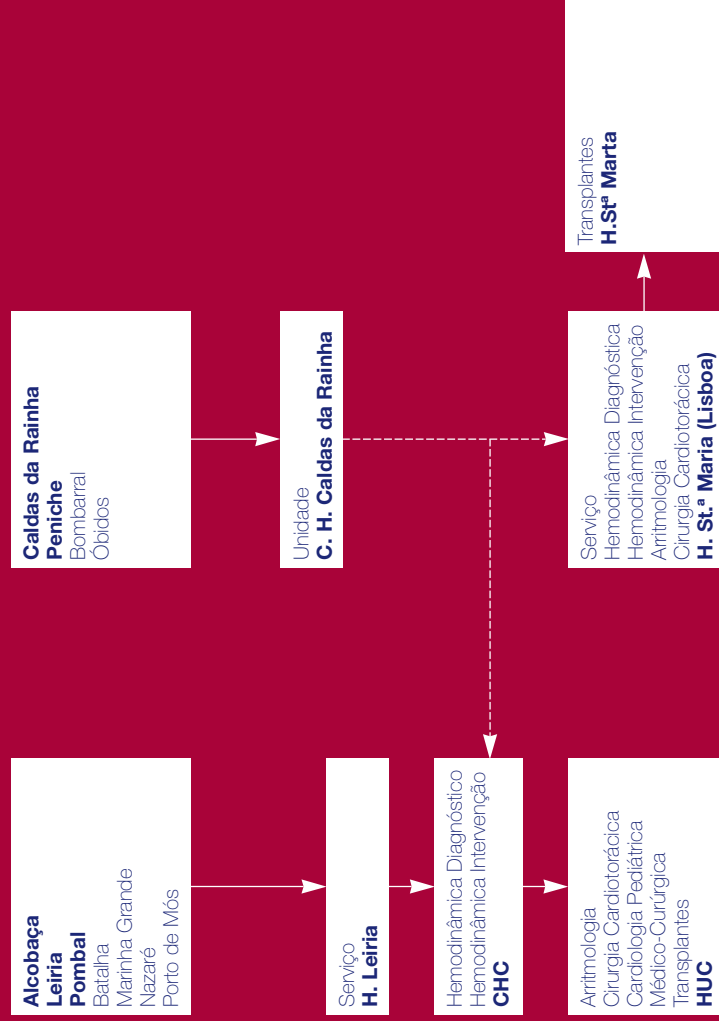 Alcobaça
Leiria
Pombal
Batalha
Marinha Grande
Nazaré
Porto de Mós
Caldas da Rainha
Peniche
Bombarral
Óbidos
Serviço
H. Leiria
Unidade
C. H. Caldas da Rainha
Hemodinâmica Diagnóstico
Hemodinâmica Intervenção
CHC
Arritmologia
Cirurgia Cardiotorácica
Cardiologia Pediátrica
Médico-Curúrgica
Transplantes
HUC
Serviço
Hemodinâmica Diagnóstica
Hemodinâmica Intervenção
Arritmologia
Cirurgia Cardiotorácica
H. St.ª Maria (Lisboa)
Transplantes
H.Stª Marta